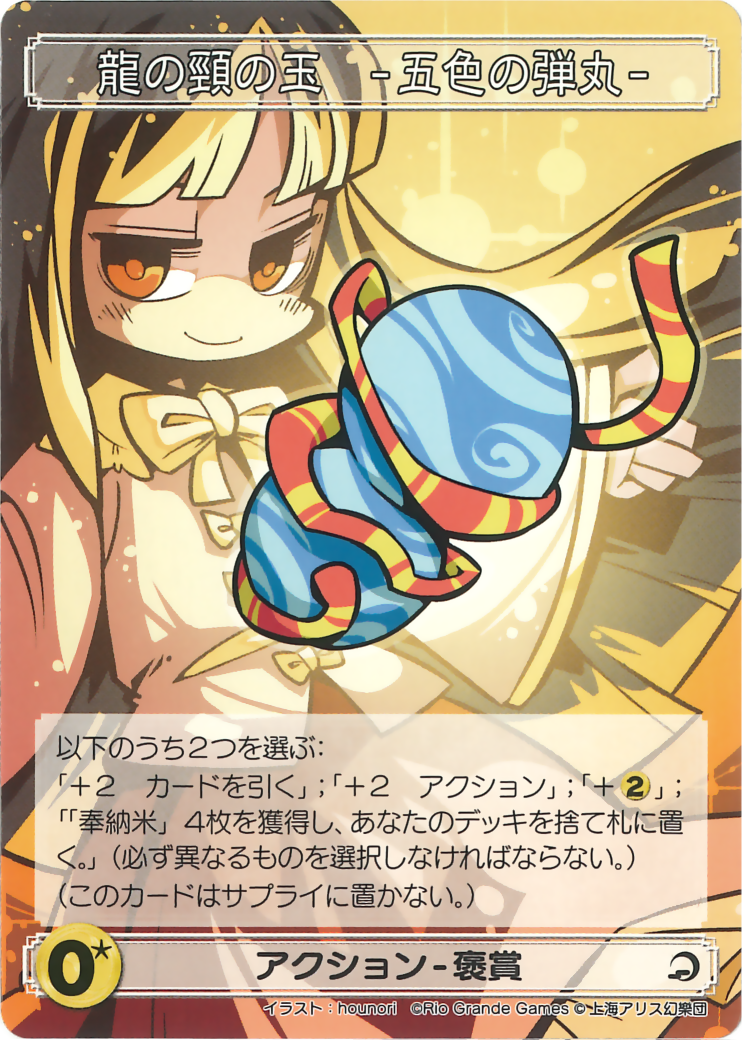 龍の頸の玉 -五色の弾丸-
以下のうち2つを選ぶ:
「+2 カードを引く」;「+2 アクション」;「+2」;
「「奉納米」4枚を獲得し、あなたのデッキを捨て札に置
く。」(必ず異なるものを選択しなければならない。)
(このカードはサプライに置かない。)
0*
アクション-褒賞
イラスト:hounori ©Rio Grande Games © 上海アリス幻樂団